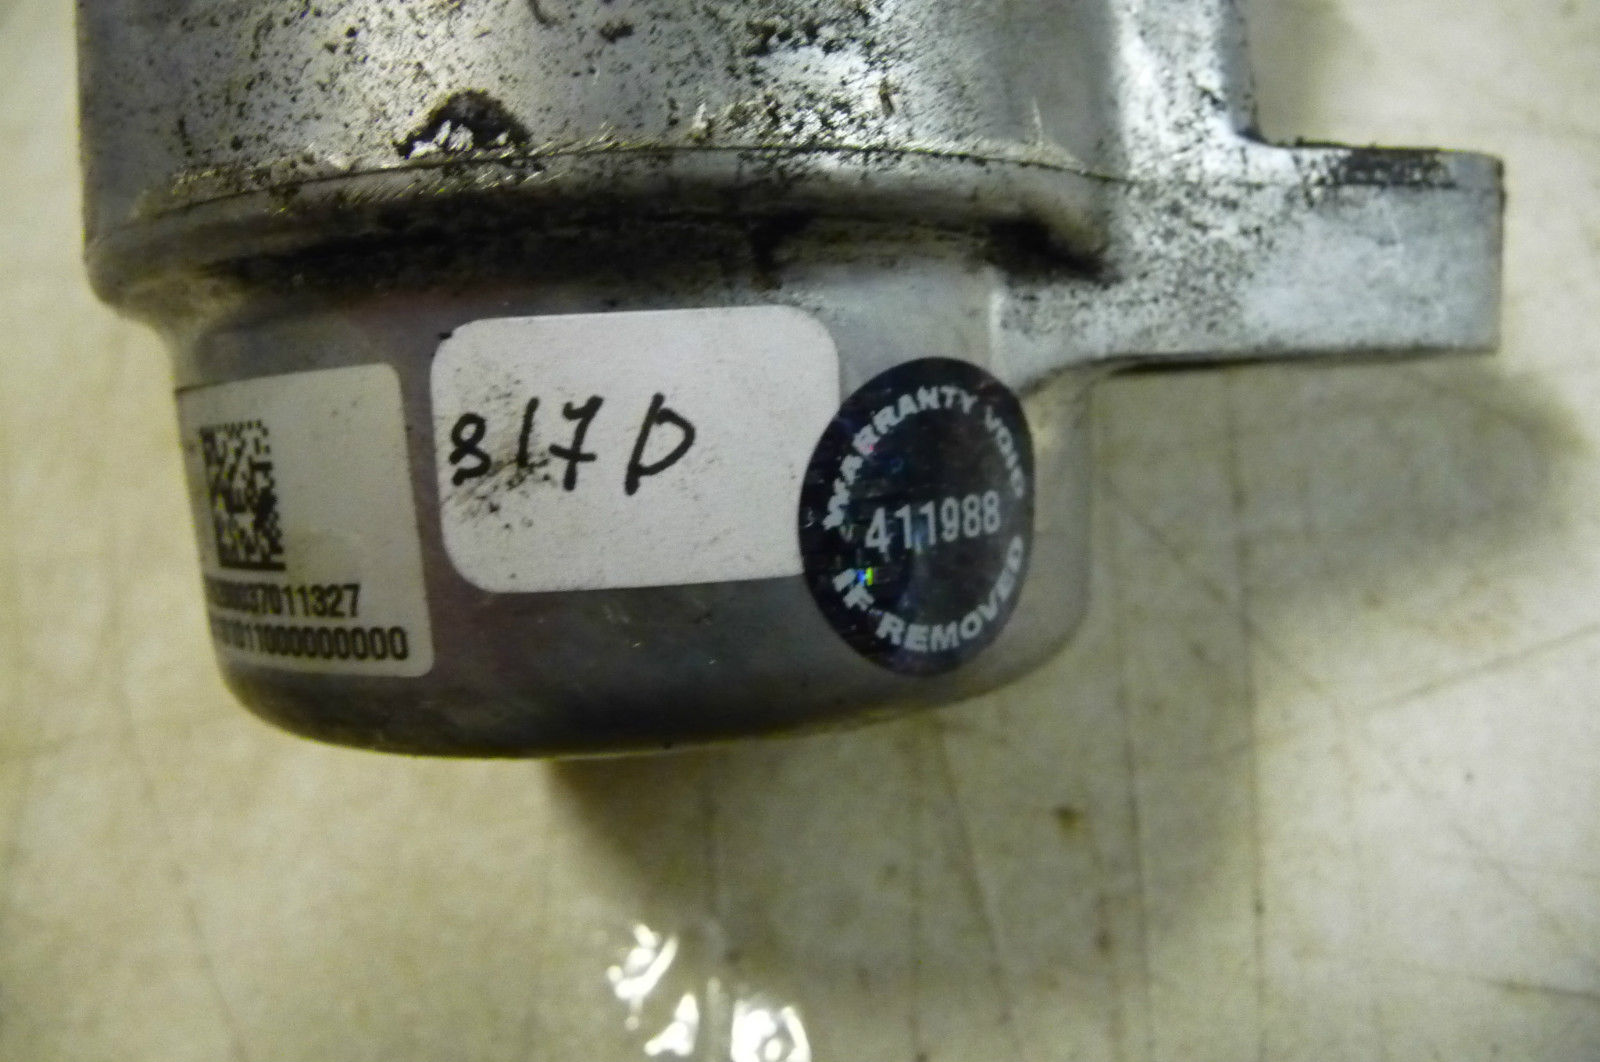 37011327
11000000000
817D
WARRANTY VOID
411988
IF REMOVED